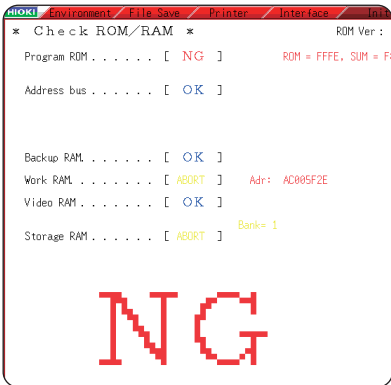 HIOKI Environment / File Save / Printer / Interface / Init
* Check ROM/RAM * ROM Ver :
Program ROM . . . . . . [ NG ] ROM = FFFE, SUM = F
Address bus . . . . . . [ OK ]
Backup RAM. . . . . . . [ OK ]
Work RAM. . . . . . . . [ ABORT ] Adr: AC005F2E
Video RAM . . . . . . . [ OK ]
Bank= 1
Storage RAM . . . . . . [ ABORT ]
NG